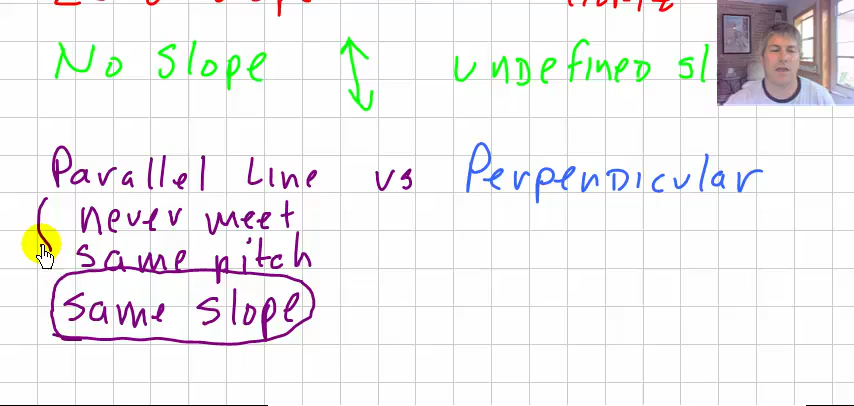 No Slope Undefined sl
Parallel Line vs Perpendicular
never meet
same pitch
same slope